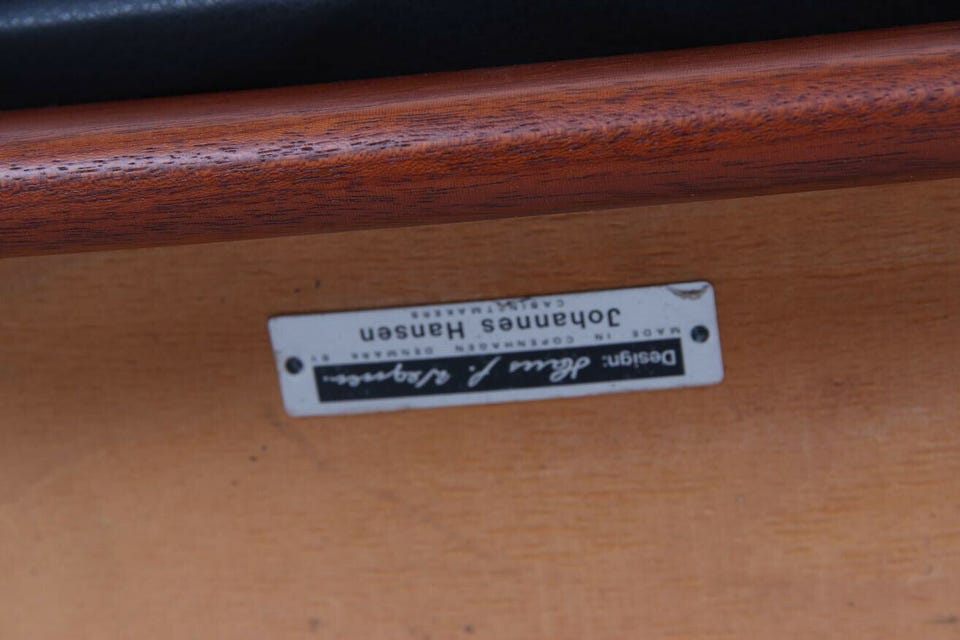 Design: Hans J. Wegner.
MADE IN COPENHAGEN DENMARK BY
Johannes Hansen
CABINETMAKERS